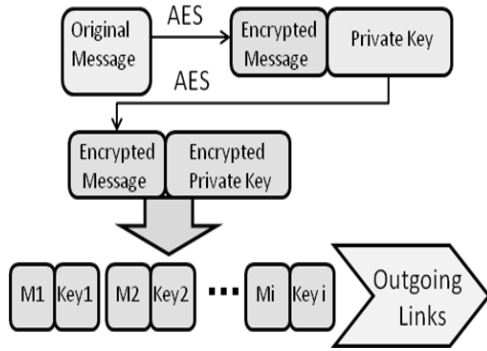 Original
Message
AES
Encrypted
Message
Private Key
AES
Encrypted
Message
Encrypted
Private Key
M1 Key1 M2 Key2 ... Mi Key i
Outgoing
Links